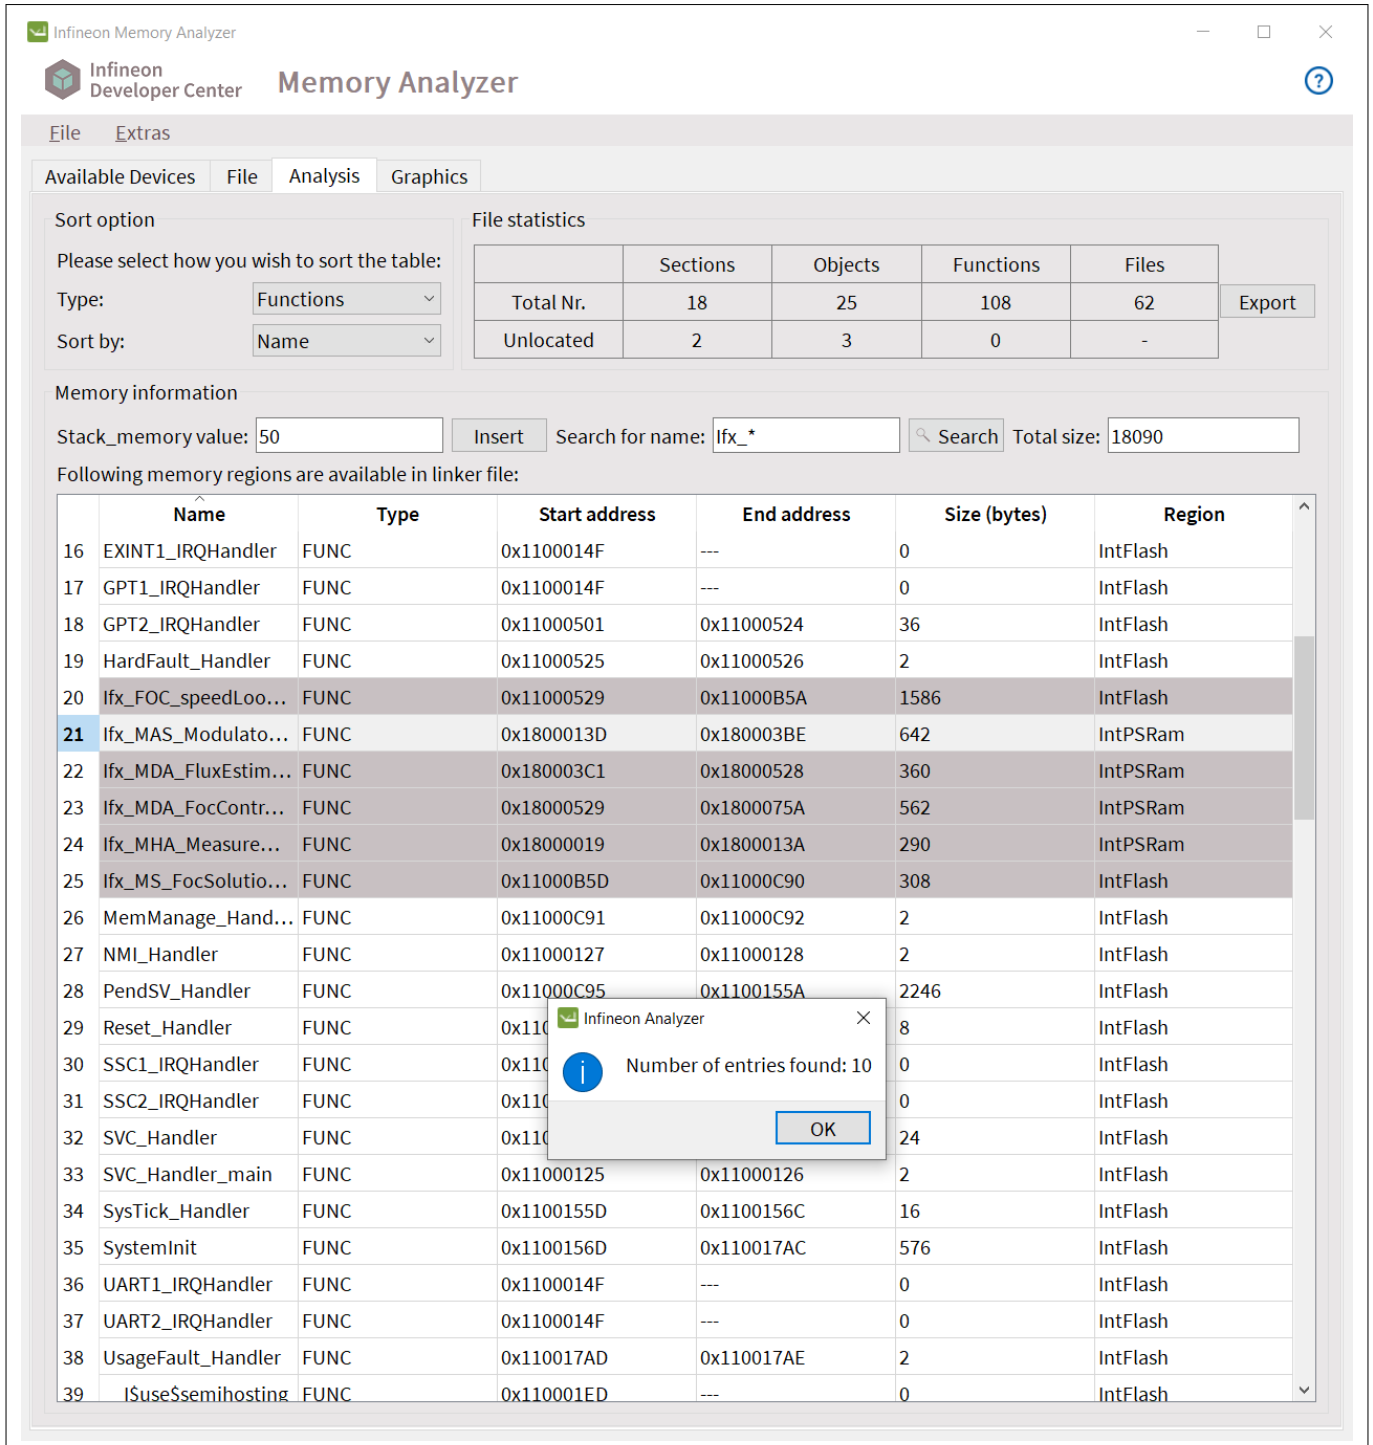 Infineon Memory Analyzer
Infineon
Developer Center
Memory Analyzer
?
File Extras
Available Devices File Analysis Graphics
Sort option
Please select how you wish to sort the table:
Type: Functions
Sort by: Name
File statistics
Sections Objects Functions Files
Total Nr. 18 25 108 62
Unlocated 2 3 0 -
Export
Memory information
Stack_memory value: 50 Insert Search for name: Ifx_* Search Total size: 18090
Following memory regions are available in linker file:
Name Type Start address End address Size (bytes) Region
16 EXINT1_IRQHandler FUNC 0x1100014F --- 0 IntFlash
17 GPT1_IRQHandler FUNC 0x1100014F --- 0 IntFlash
18 GPT2_IRQHandler FUNC 0x11000501 0x11000524 36 IntFlash
19 HardFault_Handler FUNC 0x11000525 0x11000526 2 IntFlash
20 Ifx_FOC_speedLoo... FUNC 0x11000529 0x11000B5A 1586 IntFlash
21 Ifx_MAS_Modulato... FUNC 0x1800013D 0x180003BE 642 IntPSRam
22 Ifx_MDA_FluxEstim... FUNC 0x180003C1 0x18000528 360 IntPSRam
23 Ifx_MDA_FocContr... FUNC 0x18000529 0x1800075A 562 IntPSRam
24 Ifx_MHA_Measure... FUNC 0x18000019 0x1800013A 290 IntPSRam
25 Ifx_MS_FocSolutio... FUNC 0x11000B5D 0x11000C90 308 IntFlash
26 MemManage_Hand... FUNC 0x11000C91 0x11000C92 2 IntFlash
27 NMI_Handler FUNC 0x11000127 0x11000128 2 IntFlash
28 PendSV_Handler FUNC 0x11000C95 0x1100155A 2246 IntFlash
29 Reset_Handler FUNC 0x110 8 IntFlash
30 SSC1_IRQHandler FUNC 0x110 0 IntFlash
31 SSC2_IRQHandler FUNC 0x110 0 IntFlash
32 SVC_Handler FUNC 0x110 24 IntFlash
33 SVC_Handler_main FUNC 0x11000125 0x11000126 2 IntFlash
34 SysTick_Handler FUNC 0x1100155D 0x1100156C 16 IntFlash
35 SystemInit FUNC 0x1100156D 0x110017AC 576 IntFlash
36 UART1_IRQHandler FUNC 0x1100014F --- 0 IntFlash
37 UART2_IRQHandler FUNC 0x1100014F --- 0 IntFlash
38 UsageFault_Handler FUNC 0x110017AD 0x110017AE 2 IntFlash
39 I$use$semihosting FUNC 0x110001ED --- 0 IntFlash
Infineon Analyzer
Number of entries found: 10
OK